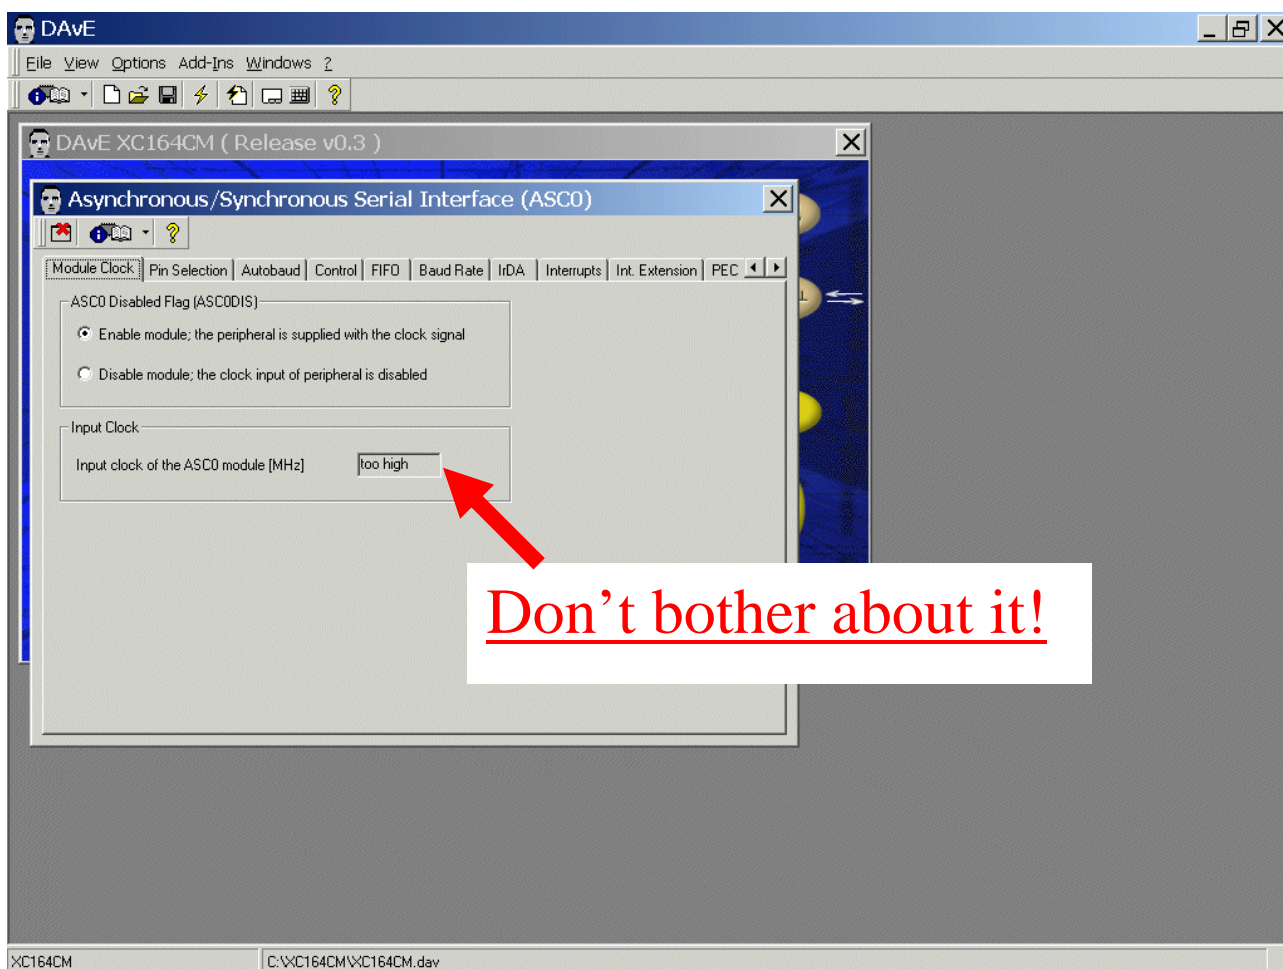 DAvE
File View Options Add-Ins Windows ?
DAvE XC164CM ( Release v0.3 )
Asynchronous/Synchronous Serial Interface (ASC0)
Module Clock Pin Selection Autobaud Control FIFO Baud Rate IrDA Interrupts Int. Extension PEC
ASC0 Disabled Flag (ASC0DIS)
Enable module; the peripheral is supplied with the clock signal
Disable module; the clock input of peripheral is disabled
Input Clock
Input clock of the ASC0 module [MHz] too high
Don't bother about it!
XC164CM C:\XC164CM\XC164CM.dav